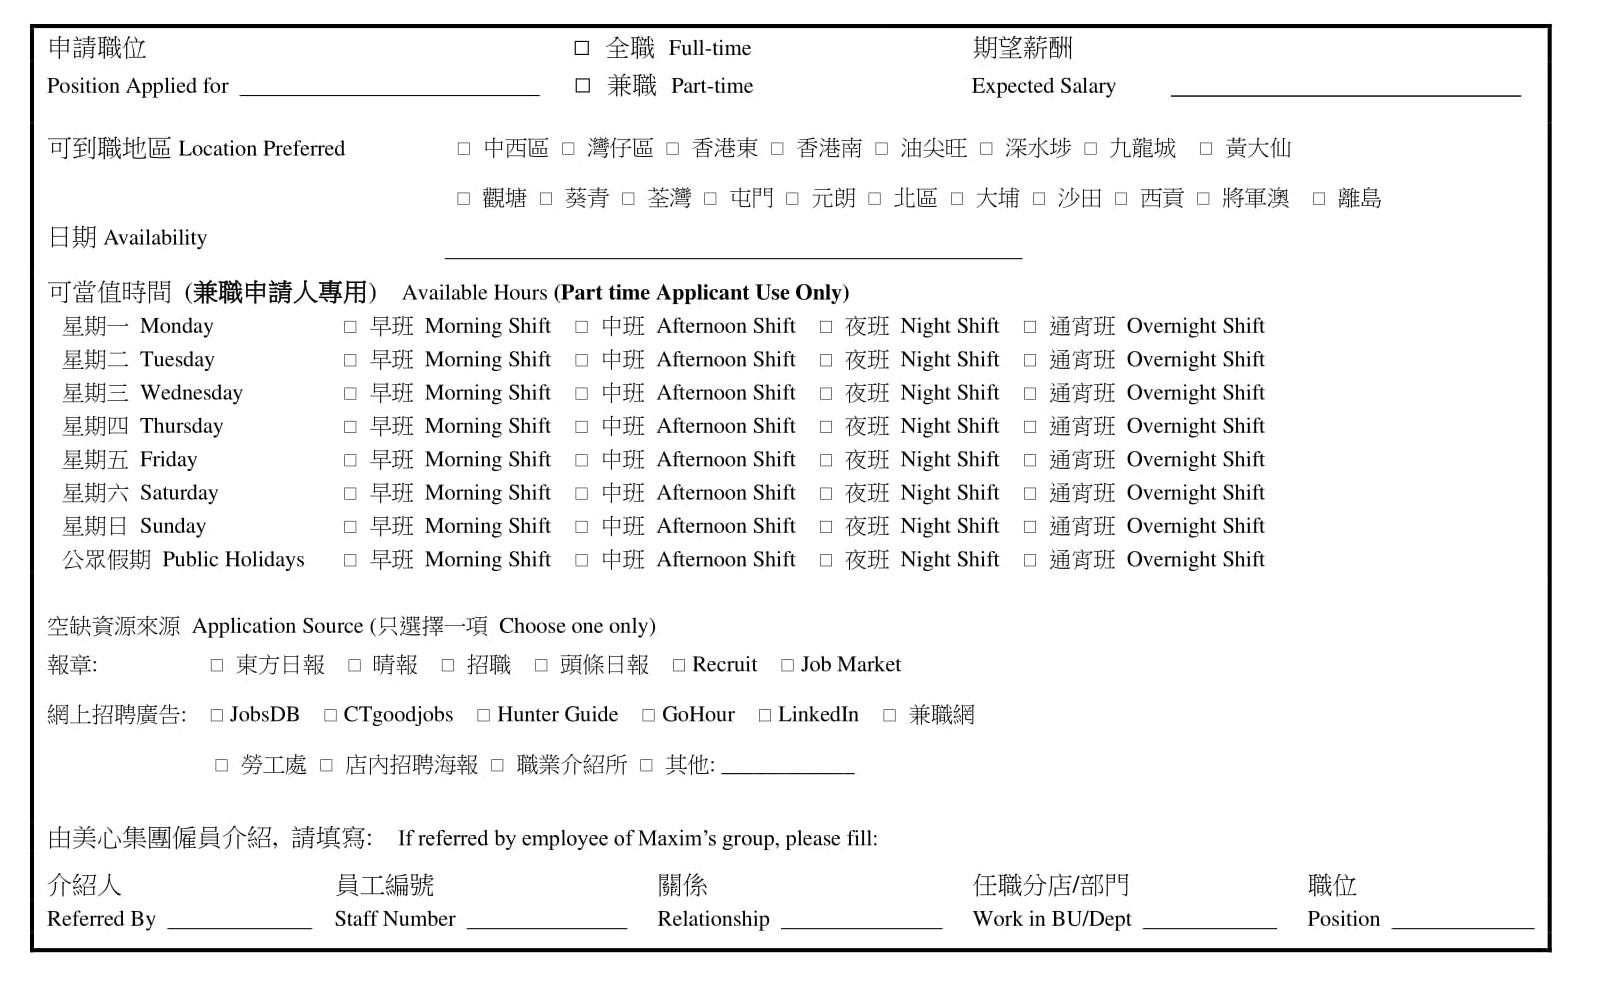 申請職位 □ 全職 Full-time 期望薪酬
Position Applied for ____________ □ 兼職 Part-time Expected Salary ____________
可到職地區 Location Preferred □ 中西區 □ 灣仔區 □ 香港東 □ 香港南 □ 油尖旺 □ 深水埗 □ 九龍城 □ 黃大仙
□ 觀塘 □ 葵青 □ 荃灣 □ 屯門 □ 元朗 □ 北區 □ 大埔 □ 沙田 □ 西貢 □ 將軍澳 □ 離島
日期 Availability ____________
可當值時間 (兼職申請人專用) Available Hours (Part time Applicant Use Only)
星期一 Monday □ 早班 Morning Shift □ 中班 Afternoon Shift □ 夜班 Night Shift □ 通宵班 Overnight Shift
星期二 Tuesday □ 早班 Morning Shift □ 中班 Afternoon Shift □ 夜班 Night Shift □ 通宵班 Overnight Shift
星期三 Wednesday □ 早班 Morning Shift □ 中班 Afternoon Shift □ 夜班 Night Shift □ 通宵班 Overnight Shift
星期四 Thursday □ 早班 Morning Shift □ 中班 Afternoon Shift □ 夜班 Night Shift □ 通宵班 Overnight Shift
星期五 Friday □ 早班 Morning Shift □ 中班 Afternoon Shift □ 夜班 Night Shift □ 通宵班 Overnight Shift
星期六 Saturday □ 早班 Morning Shift □ 中班 Afternoon Shift □ 夜班 Night Shift □ 通宵班 Overnight Shift
星期日 Sunday □ 早班 Morning Shift □ 中班 Afternoon Shift □ 夜班 Night Shift □ 通宵班 Overnight Shift
公眾假期 Public Holidays □ 早班 Morning Shift □ 中班 Afternoon Shift □ 夜班 Night Shift □ 通宵班 Overnight Shift
空缺資源來源 Application Source (只選擇一項 Choose one only)
報章: □ 東方日報 □ 晴報 □ 招職 □ 頭條日報 □ Recruit □ Job Market
網上招聘廣告: □ JobsDB □ CTgoodjobs □ Hunter Guide □ GoHour □ LinkedIn □ 兼職網
□ 勞工處 □ 店內招聘海報 □ 職業介紹所 □ 其他: ____________
由美心集團僱員介紹, 請填寫: If referred by employee of Maxim’s group, please fill:
介紹人 員工編號 關係 任職分店/部門 職位
Referred By ____________ Staff Number ____________ Relationship ____________ Work in BU/Dept ____________ Position ____________